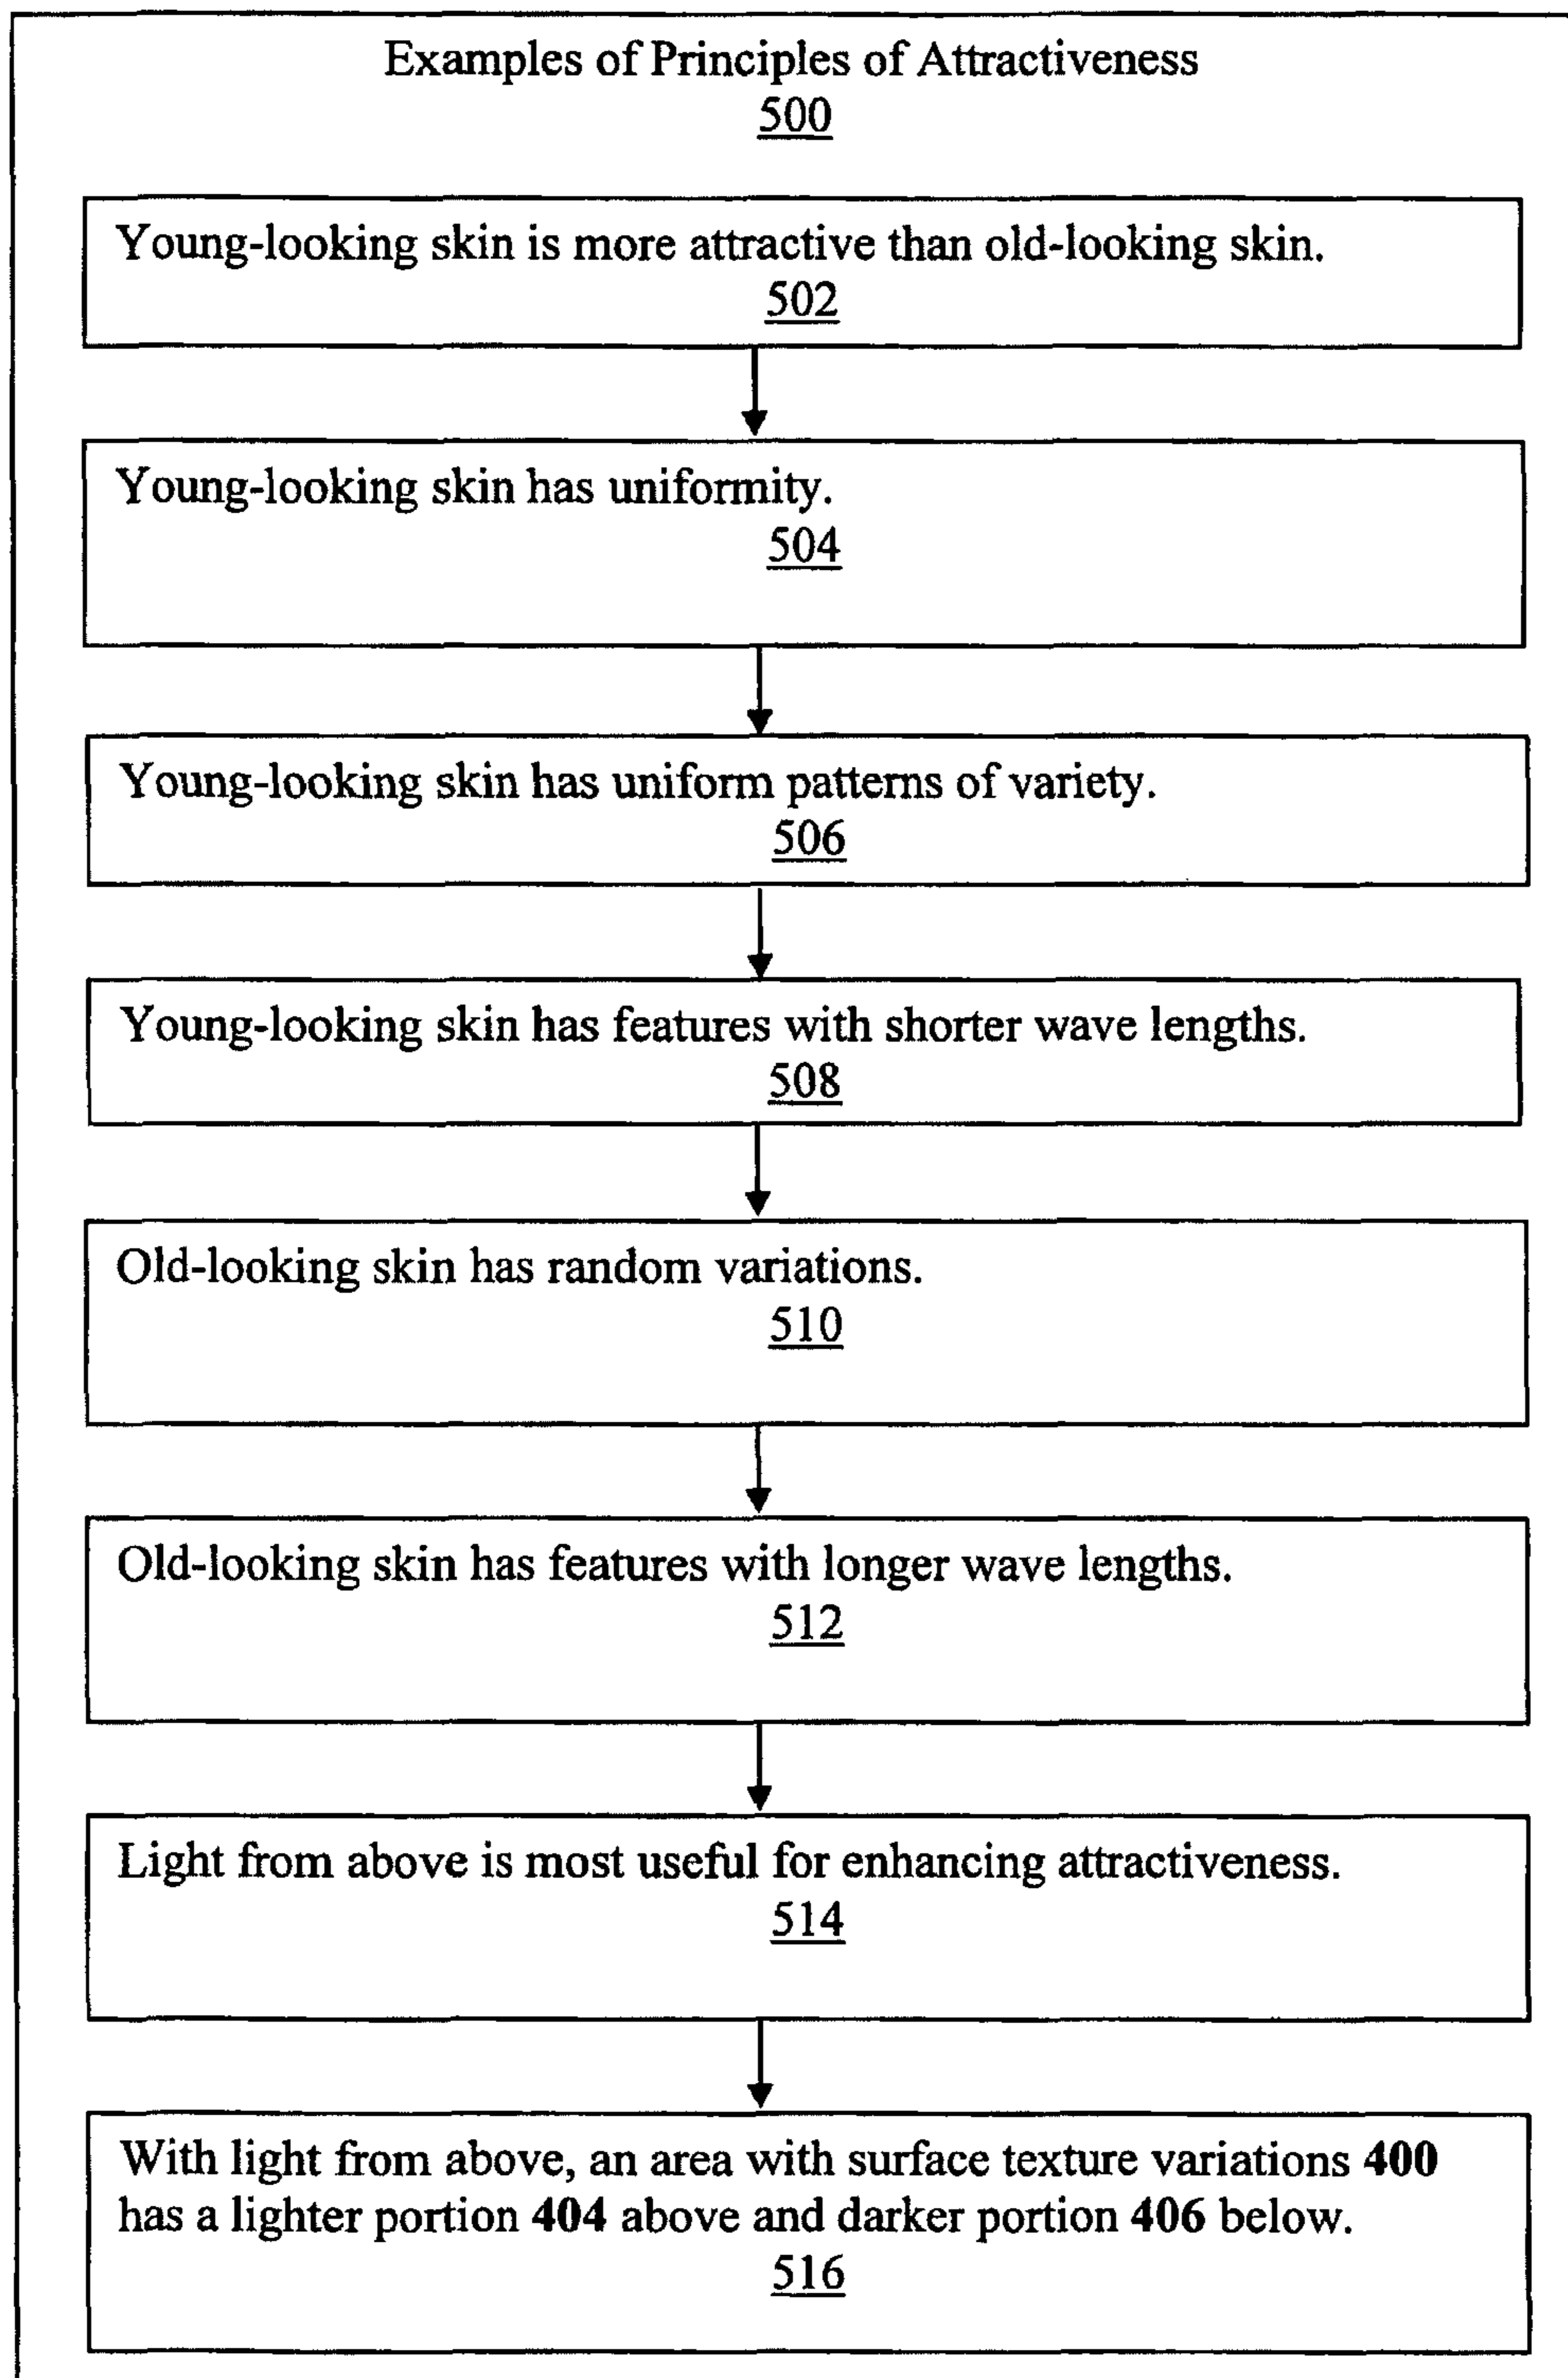 Examples of Principles of Attractiveness
500
Young-looking skin is more attractive than old-looking skin.
502
Young-looking skin has uniformity.
504
Young-looking skin has uniform patterns of variety.
506
Young-looking skin has features with shorter wave lengths.
508
Old-looking skin has random variations.
510
Old-looking skin has features with longer wave lengths.
512
Light from above is most useful for enhancing attractiveness.
514
With light from above, an area with surface texture variations 400
has a lighter portion 404 above and darker portion 406 below.
516